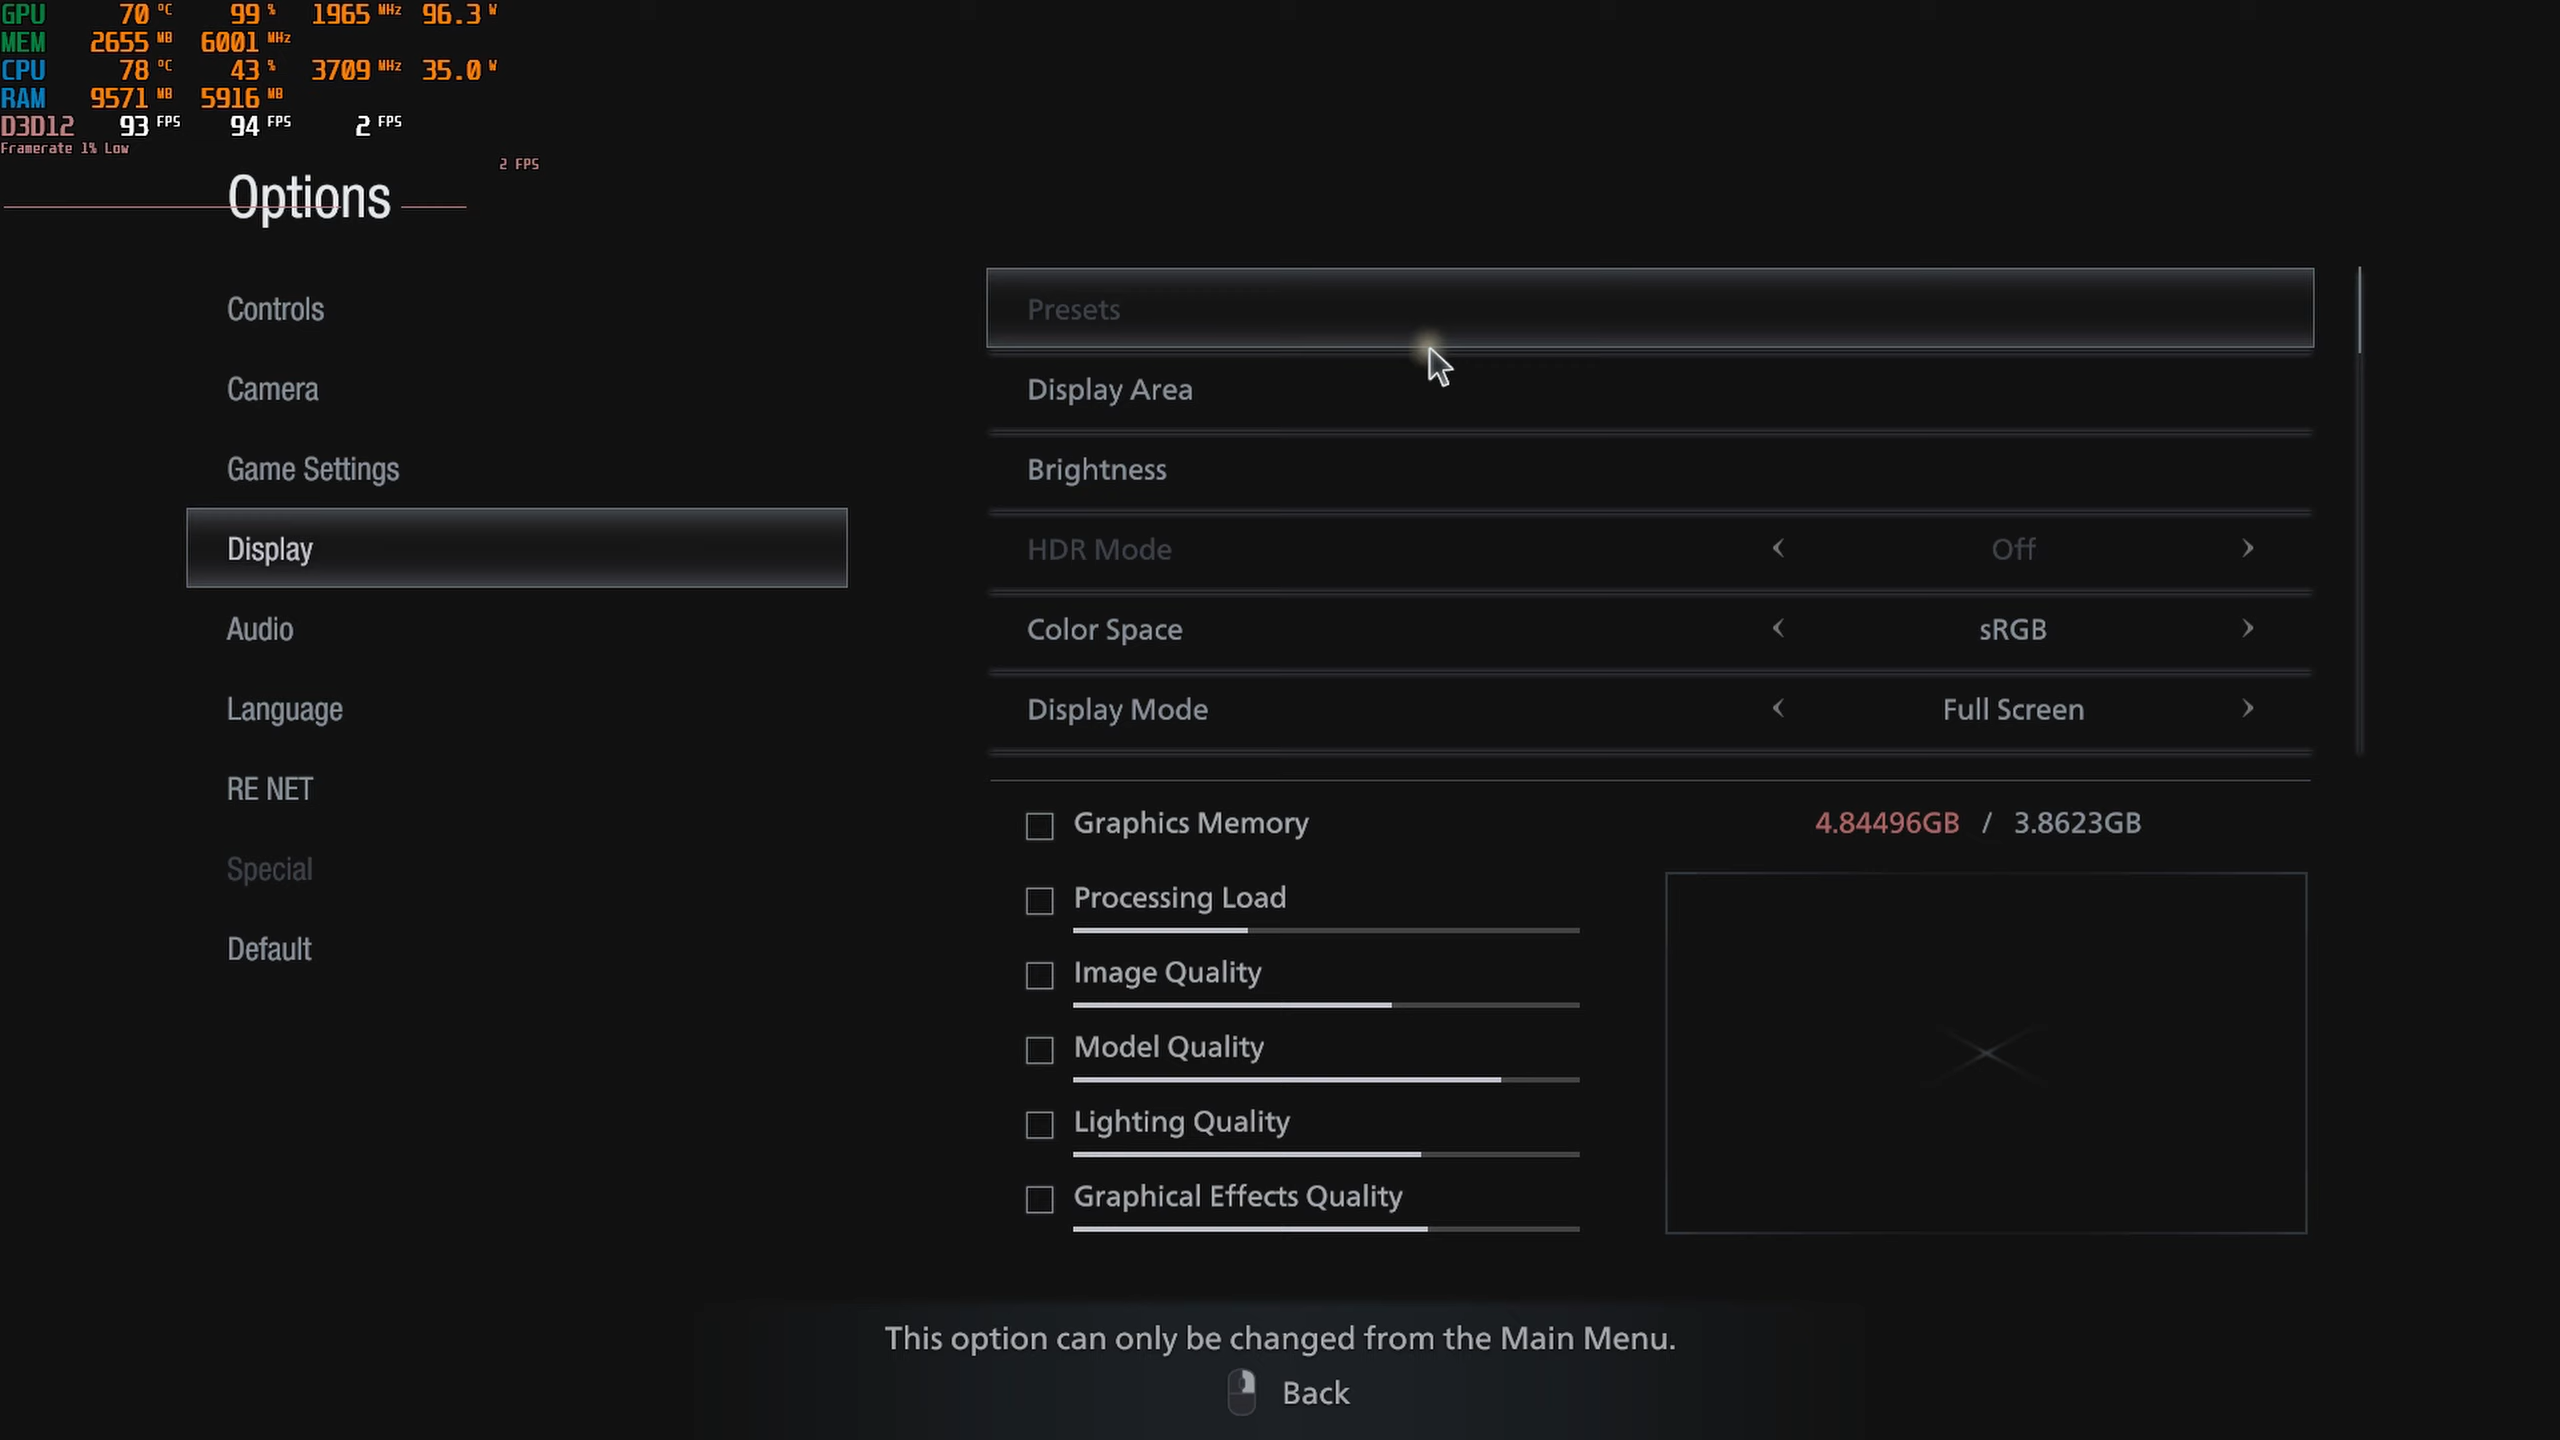 GPU 70 °C 99 % 1965 MHz 96.3 W
MEM 2655 MB 6001 MHz
CPU 78 °C 43 % 3709 MHz 35.0 W
RAM 9571 MB 5916 MB
D3D12 93 FPS 94 FPS 2 FPS
Framerate 1% Low
2 FPS
Options
Controls
Camera
Game Settings
Display
Audio
Language
RE NET
Special
Default
Presets
Display Area
Brightness
HDR Mode < Off >
Color Space < sRGB >
Display Mode < Full Screen >
Graphics Memory 4.84496GB / 3.8623GB
Processing Load
Image Quality
Model Quality
Lighting Quality
Graphical Effects Quality
This option can only be changed from the Main Menu.
Back